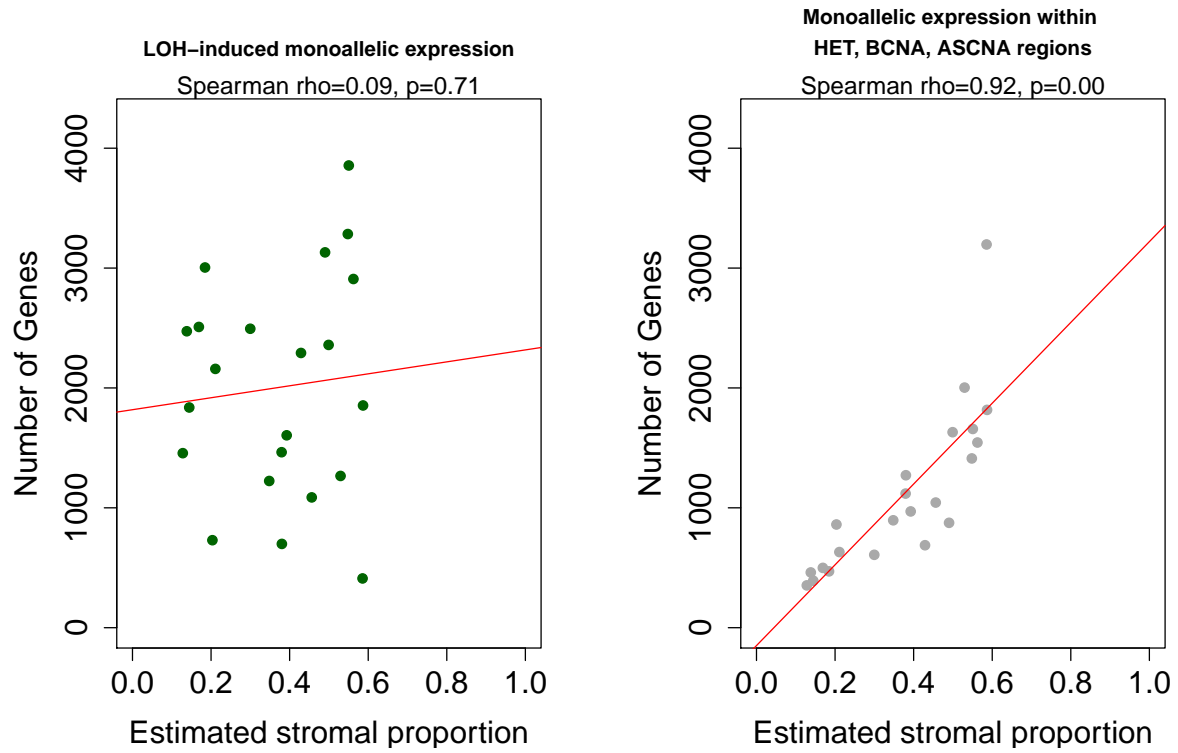 LOH−induced monoallelic expression
Spearman rho=0.09, p=0.71
Number of Genes
4000
3000
2000
1000
0
0.0 0.2 0.4 0.6 0.8 1.0
Estimated stromal proportion
Monoallelic expression within
HET, BCNA, ASCNA regions
Spearman rho=0.92, p=0.00
Number of Genes
4000
3000
2000
1000
0
0.0 0.2 0.4 0.6 0.8 1.0
Estimated stromal proportion